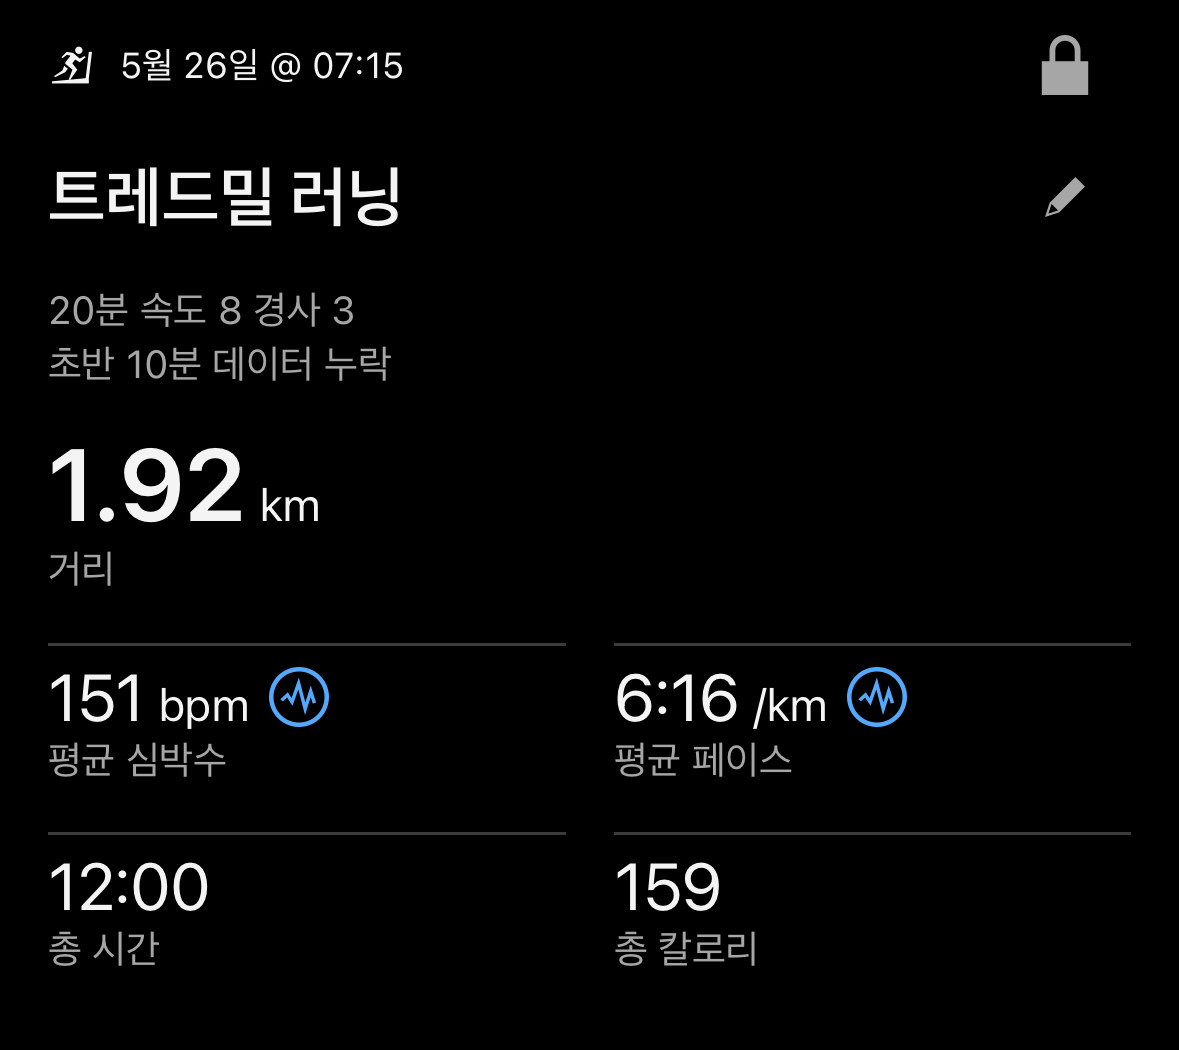 5월 26일 @ 07:15
트레드밀 러닝
20분 속도 8 경사 3
초반 10분 데이터 누락
1.92 km
거리
151 bpm
평균 심박수
6:16 /km
평균 페이스
12:00
총 시간
159
총 칼로리